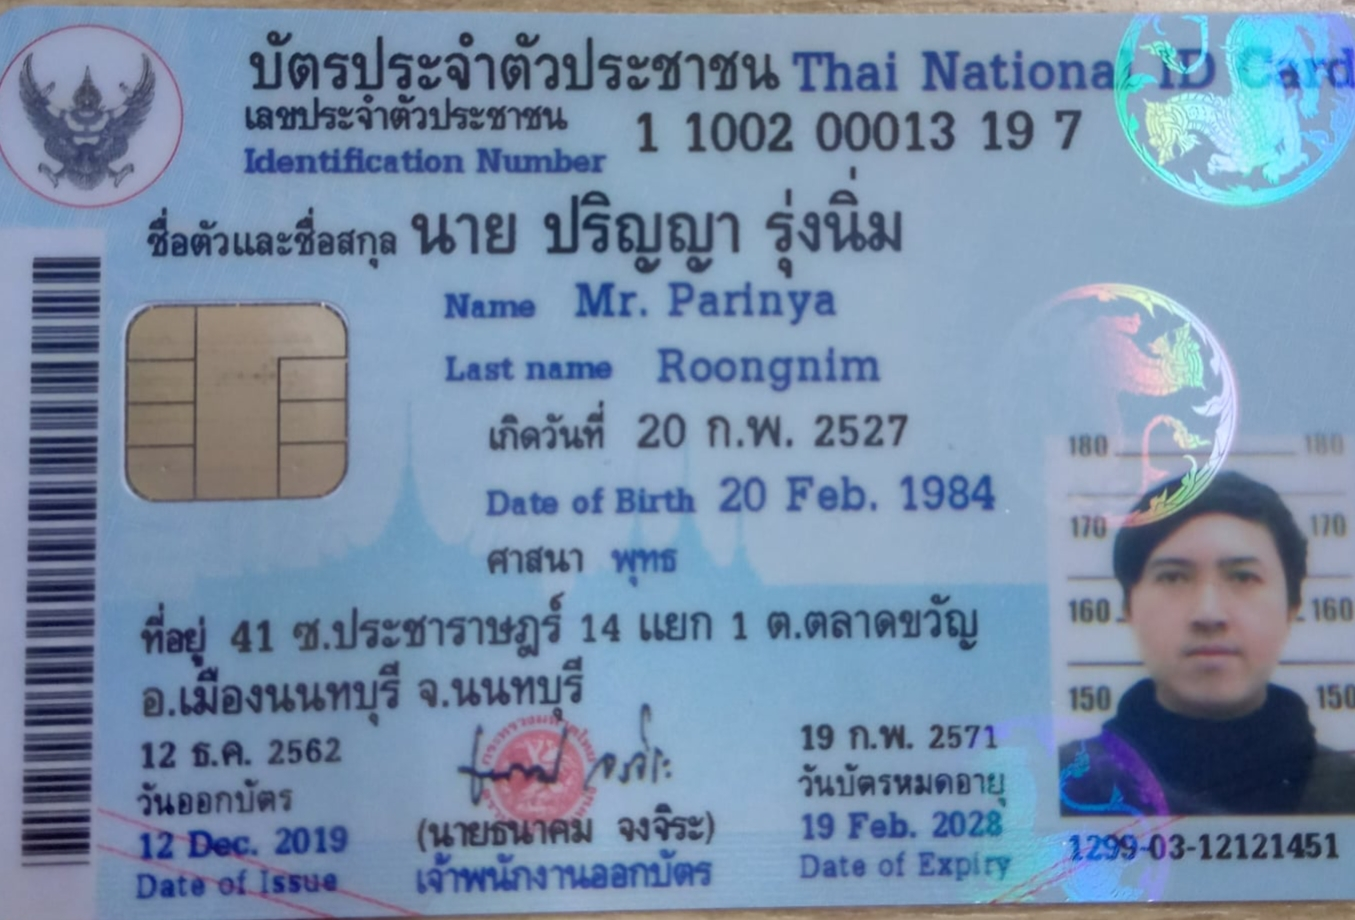 บัตรประจำตัวประชาชน Thai National ID Card
เลขประจำตัวประชาชน
Identification Number 1 1002 00013 19 7
ชื่อตัวและชื่อสกุล นาย ปริญญา รุ่งนิ่ม
Name Mr. Parinya
Last name Roongnim
เกิดวันที่ 20 ก.พ. 2527
Date of Birth 20 Feb. 1984
ศาสนา พุทธ
ที่อยู่ 41 ซ.ประชาราษฎร์ 14 แยก 1 ต.ตลาดขวัญ
อ.เมืองนนทบุรี จ.นนทบุรี
12 ธ.ค. 2562
วันออกบัตร
12 Dec. 2019
Date of Issue
(นายธนาคม จงจิระ)
เจ้าพนักงานออกบัตร
19 ก.พ. 2571
วันบัตรหมดอายุ
19 Feb. 2028
Date of Expiry
180 180
170 170
160 160
150 150
1299-03-12121451